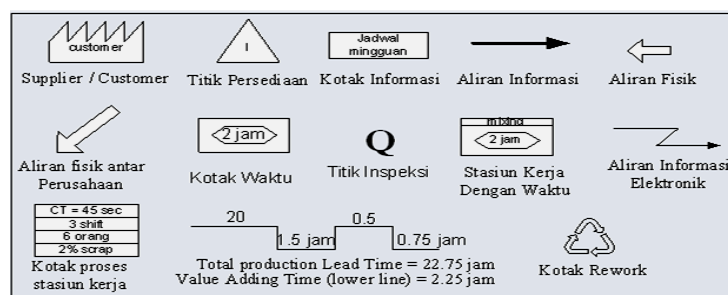 customer
Supplier / Customer
I
Titik Persediaan
Jadwal
mingguan
Kotak Informasi
Aliran Informasi
Aliran Fisik
Aliran fisik antar
Perusahaan
2 jam
Kotak Waktu
Q
Titik Inspeksi
mixing
2 jam
Stasiun Kerja
Dengan Waktu
Aliran Informasi
Elektronik
CT = 45 sec
3 shift
6 orang
2% scrap
Kotak proses
stasiun kerja
20
1.5 jam
0.5
0.75 jam
Total production Lead Time = 22.75 jam
Value Adding Time (lower line) = 2.25 jam
Kotak Rework